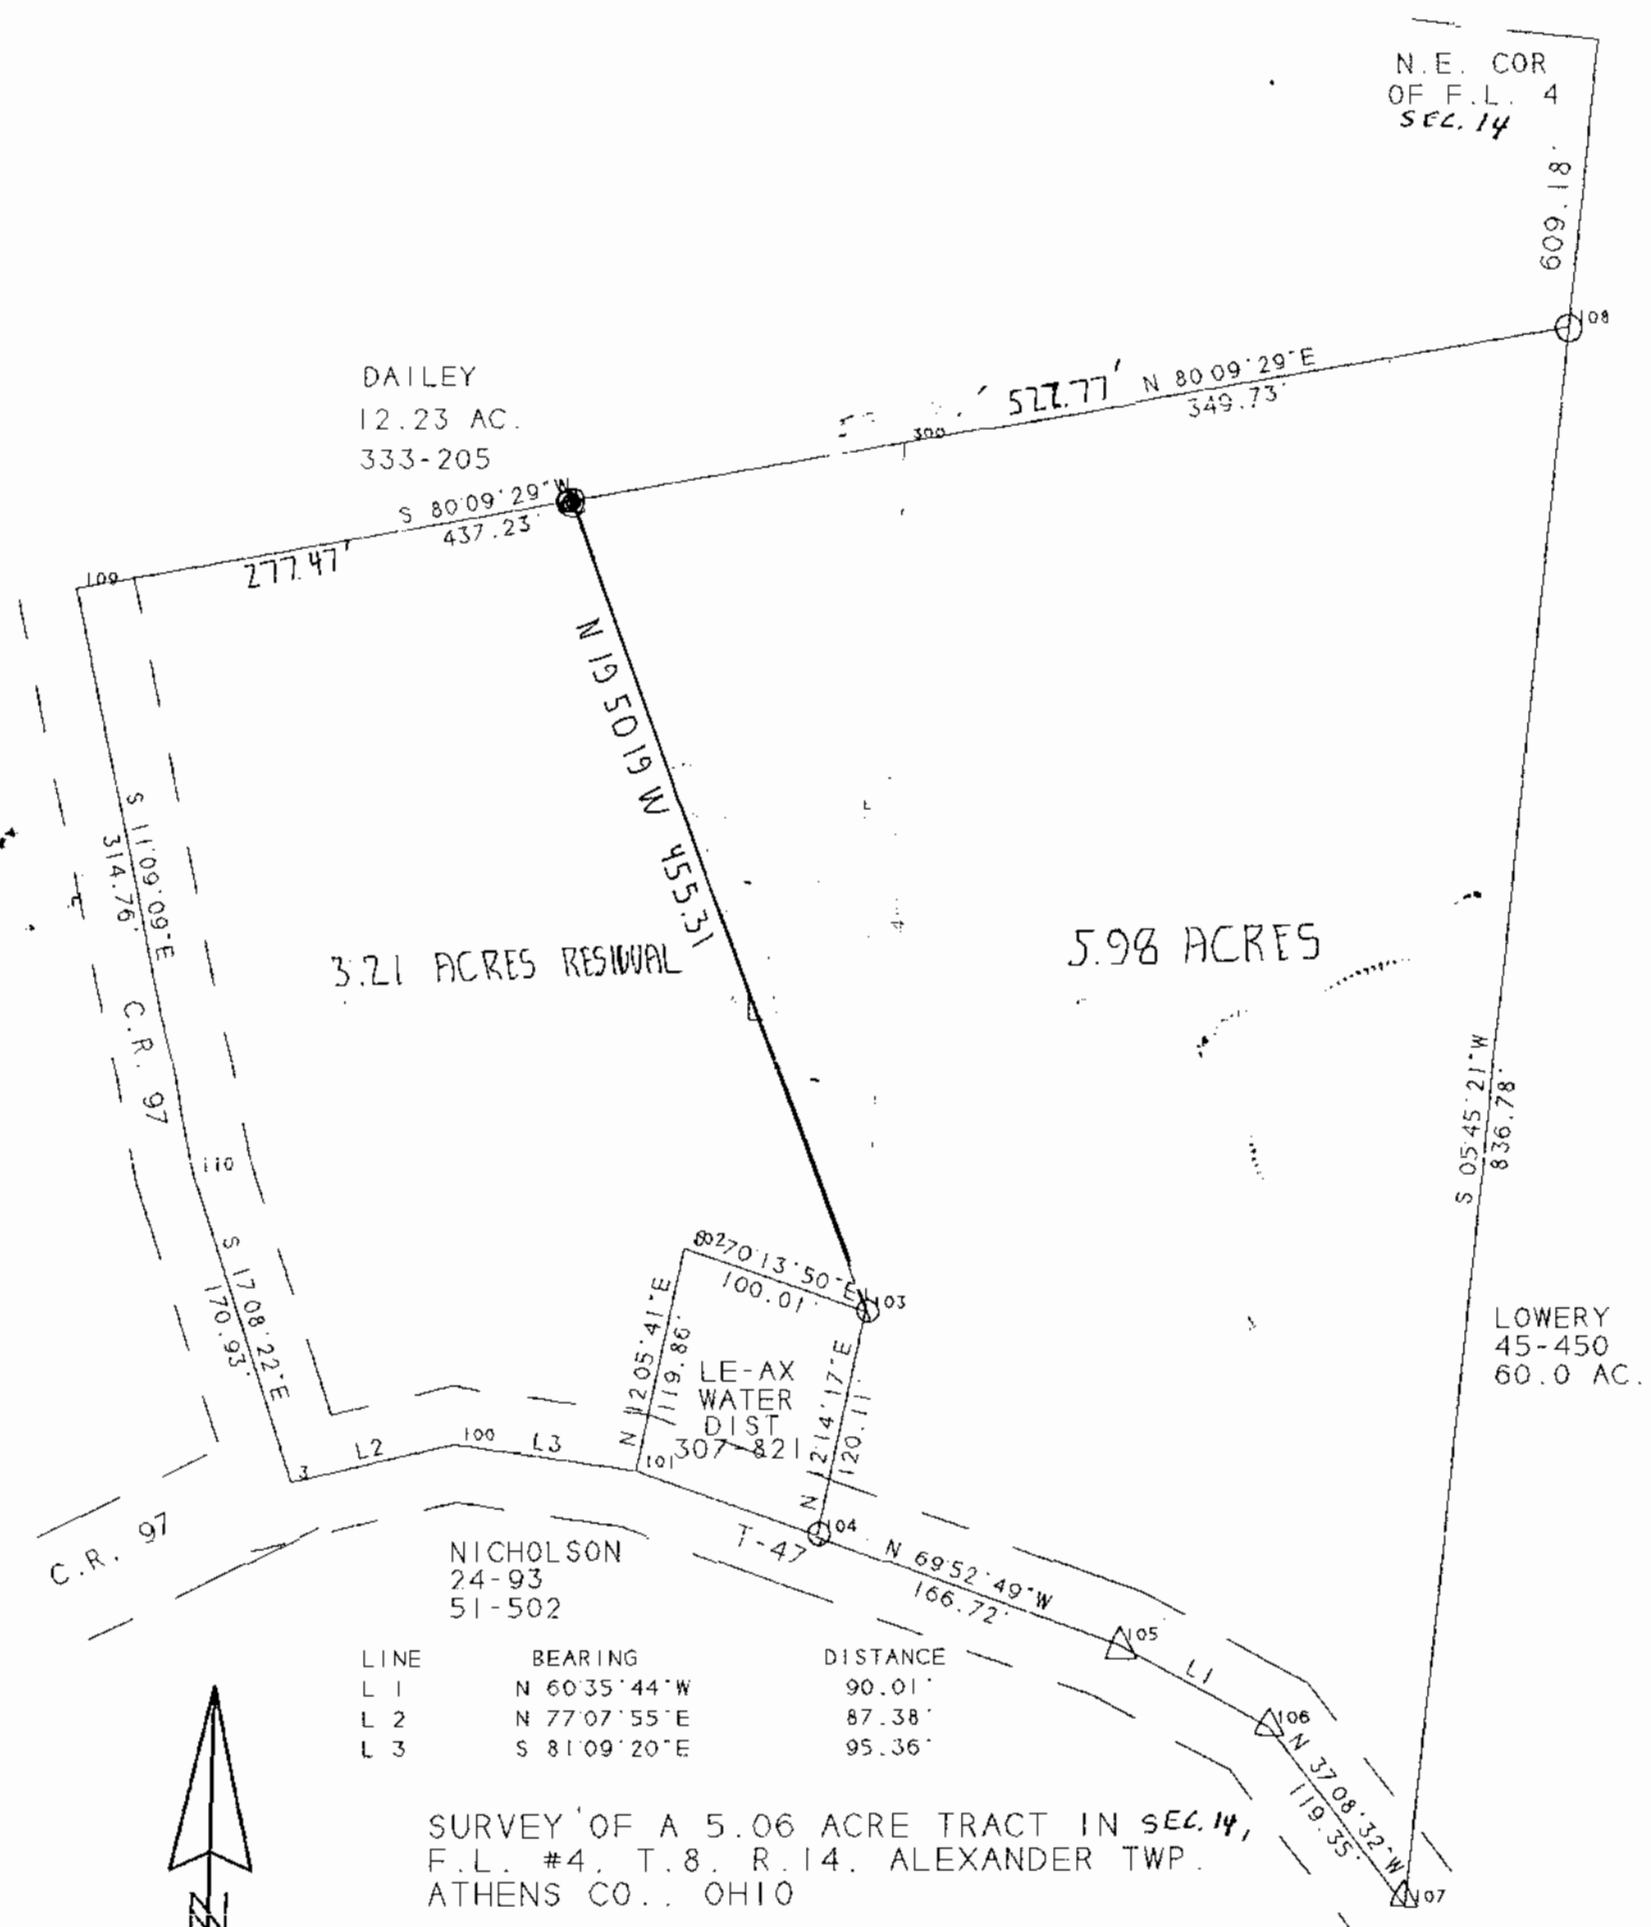 N.E. COR
OF F.L. 4
SEC. 14
609.18'
108
DAILEY
12.23 AC.
333-205
522.77'
N 80°09'29"E
349.73'
300
S 80°09'29"W
437.23'
277.47'
109
N 19 50 19 W 455.31
S 11°09'09"E
314.76'
C.R. 97
3.21 ACRES RESIDUAL
5.98 ACRES
S 05°45'21"W
836.78'
110
S 17°08'22"E
170.93'
70°13'50"E
100.01'
103
N 12°05'41"E
119.86'
LE-AX
WATER
DIST
307-821
N 12°14'17"E
120.11'
LOWERY
45-450
60.0 AC.
3
L2
100
L3
101
104
T-47
C.R. 97
NICHOLSON
24-93
51-502
N 69°52'49"W
166.72'
105
L1
106
N 37°08'32"W
119.35'
107
LINE BEARING DISTANCE
L 1 N 60°35'44"W 90.01'
L 2 N 77°07'55"E 87.38'
L 3 S 81°09'20"E 95.36'
SURVEY OF A 5.06 ACRE TRACT IN SEC. 14,
F.L. #4, T.8, R.14, ALEXANDER TWP.
ATHENS CO., OHIO
N